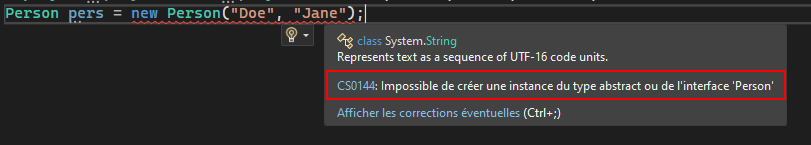 Person pers = new Person("Doe", "Jane");
class System.String
Represents text as a sequence of UTF-16 code units.
CS0144: Impossible de créer une instance du type abstract ou de l'interface 'Person'
Afficher les corrections éventuelles (Ctrl+;)